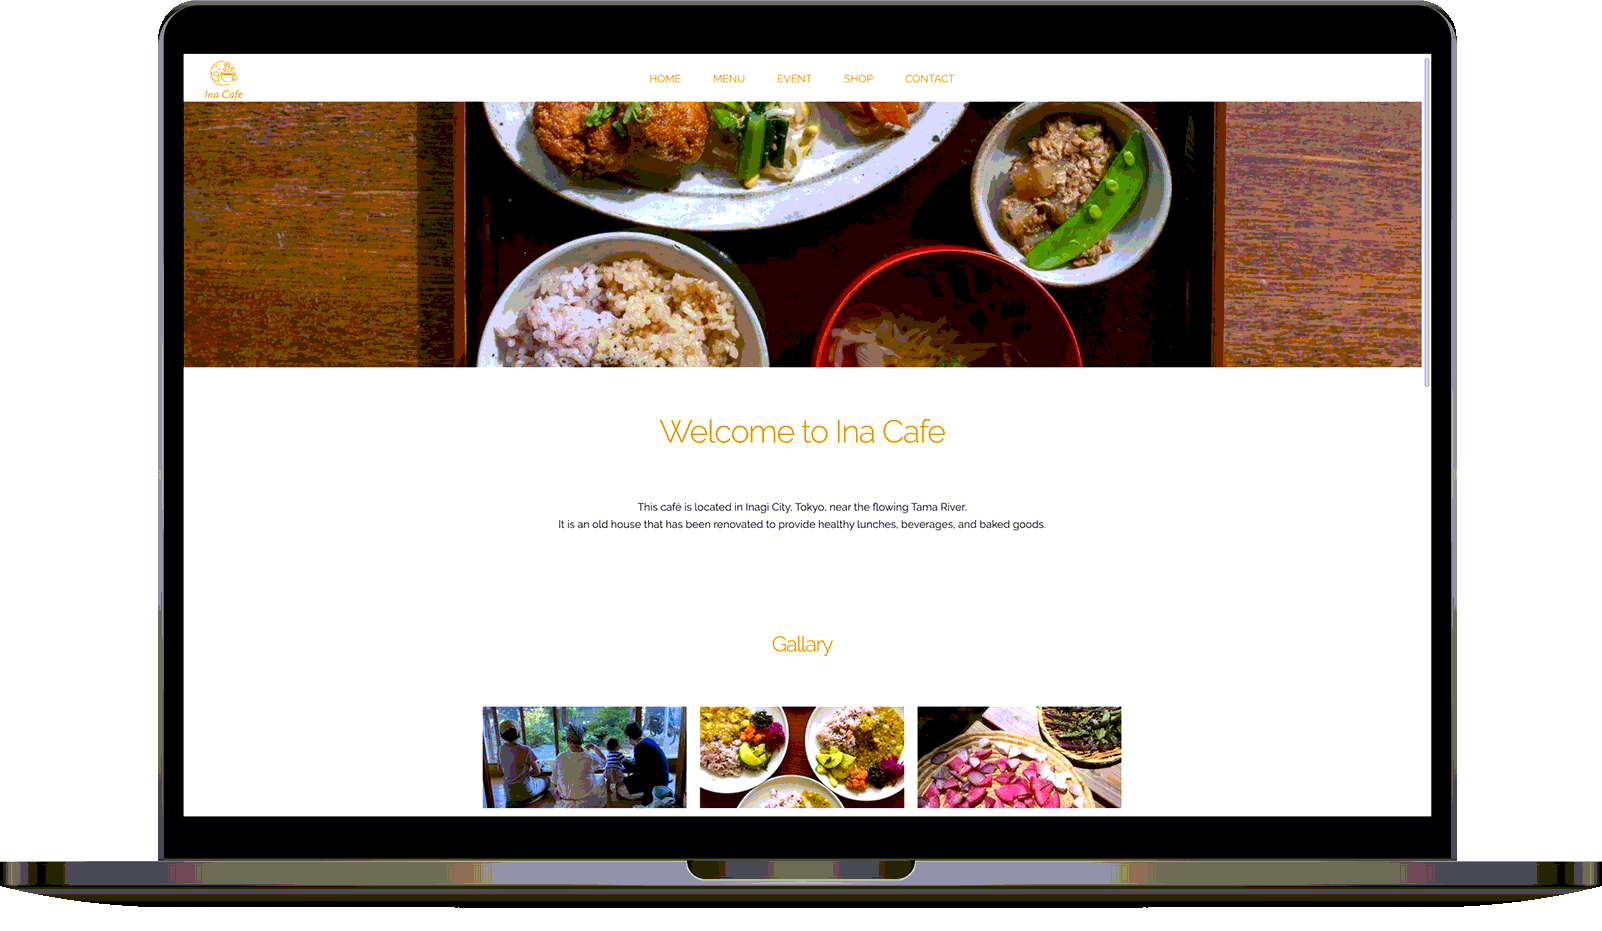 Ina Cafe
HOME MENU EVENT SHOP CONTACT
Welcome to Ina Cafe
This café is located in Inagi City, Tokyo, near the flowing Tama River.
It is an old house that has been renovated to provide healthy lunches, beverages, and baked goods.
Gallary